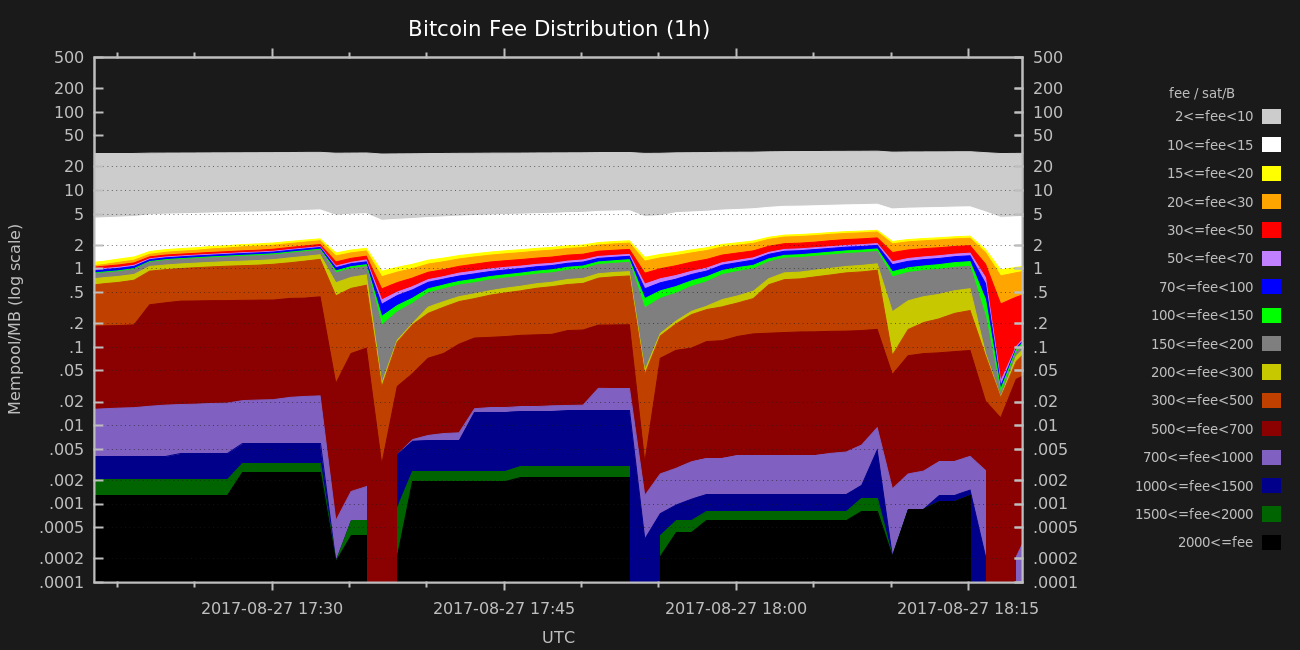 Bitcoin Fee Distribution (1h)
500 500
200 200
100 100
50 50
20 20
10 10
5 5
2 2
1 1
.5 .5
.2 .2
.1 .1
.05 .05
.02 .02
.01 .01
.005 .005
.002 .002
.001 .001
.0005 .0005
.0002 .0002
.0001 .0001
Mempool/MB (log scale)
2017-08-27 17:30 2017-08-27 17:45 2017-08-27 18:00 2017-08-27 18:15
UTC
fee / sat/B
2<=fee<10
10<=fee<15
15<=fee<20
20<=fee<30
30<=fee<50
50<=fee<70
70<=fee<100
100<=fee<150
150<=fee<200
200<=fee<300
300<=fee<500
500<=fee<700
700<=fee<1000
1000<=fee<1500
1500<=fee<2000
2000<=fee